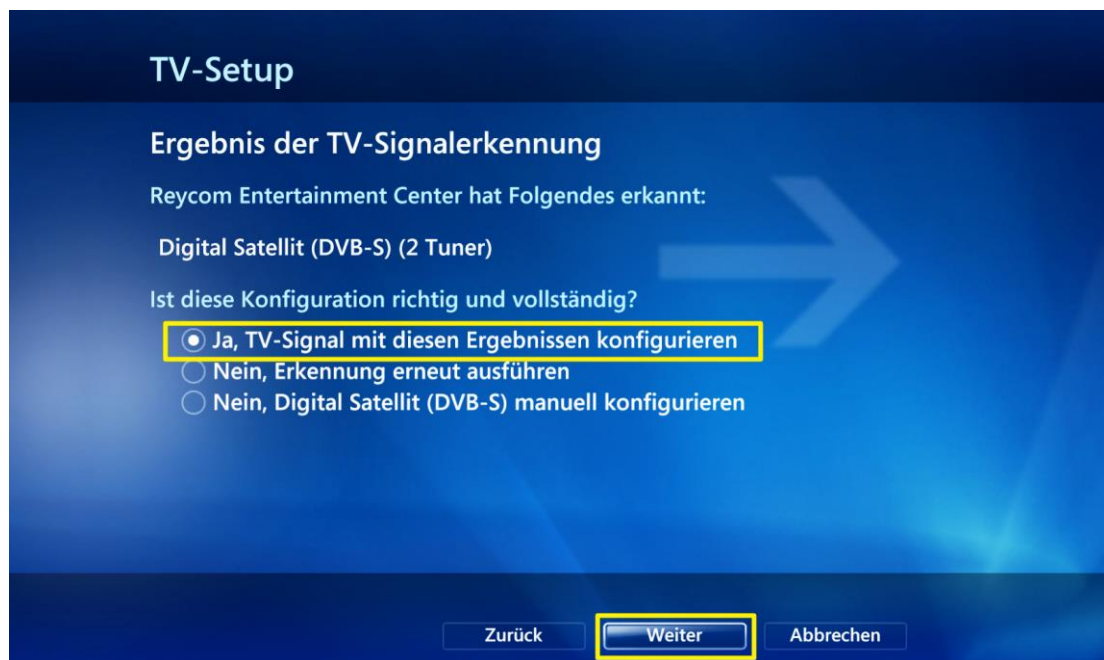 TV-Setup
Ergebnis der TV-Signalerkennung
Reycom Entertainment Center hat Folgendes erkannt:
Digital Satellit (DVB-S) (2 Tuner)
Ist diese Konfiguration richtig und vollständig?
Ja, TV-Signal mit diesen Ergebnissen konfigurieren
Nein, Erkennung erneut ausführen
Nein, Digital Satellit (DVB-S) manuell konfigurieren
Zurück Weiter Abbrechen